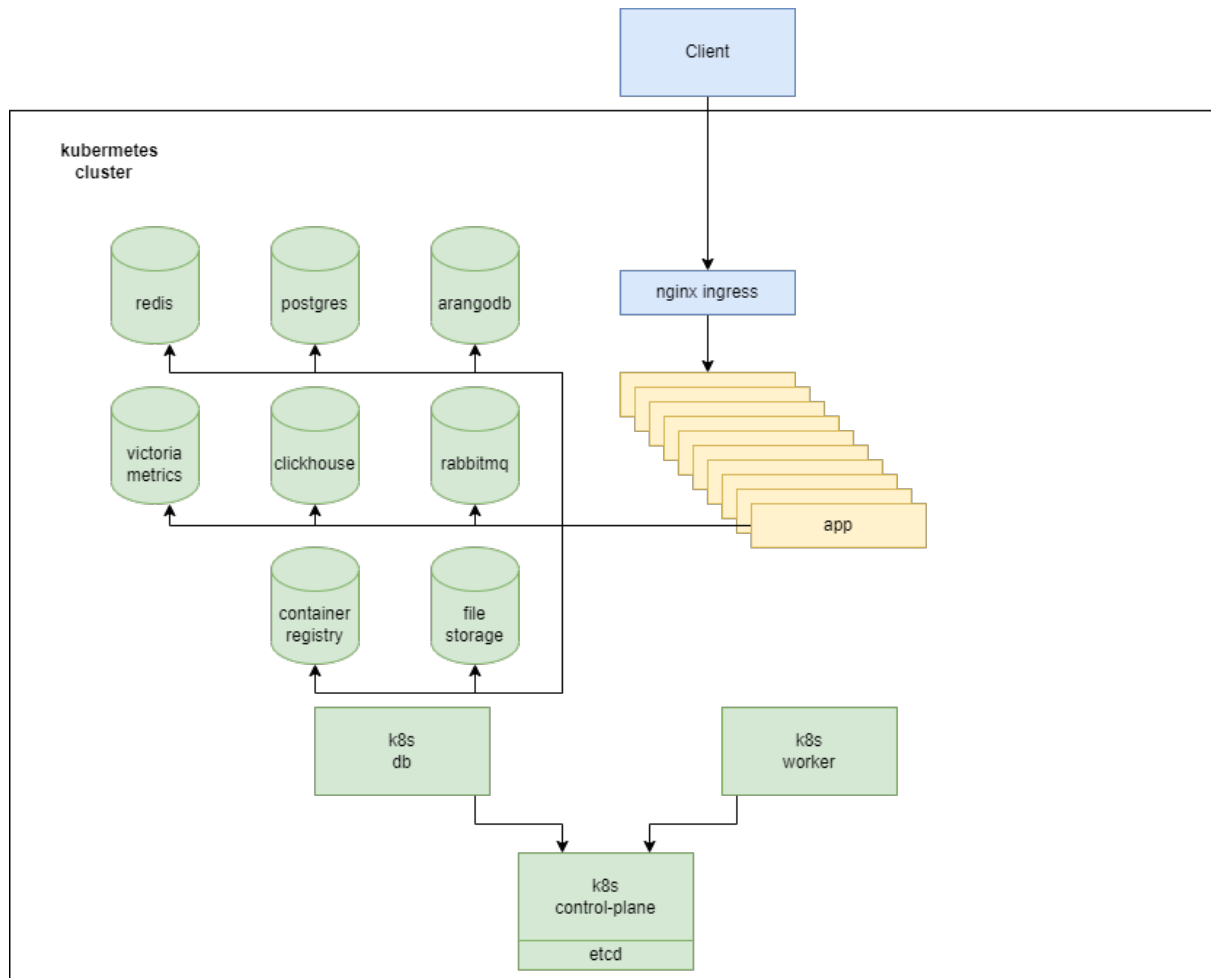 Client
kubernetes
cluster
redis
postgres
arangodb
nginx ingress
victoria
metrics
clickhouse
rabbitmq
app
container
registry
file
storage
k8s
db
k8s
worker
k8s
control-plane
etcd